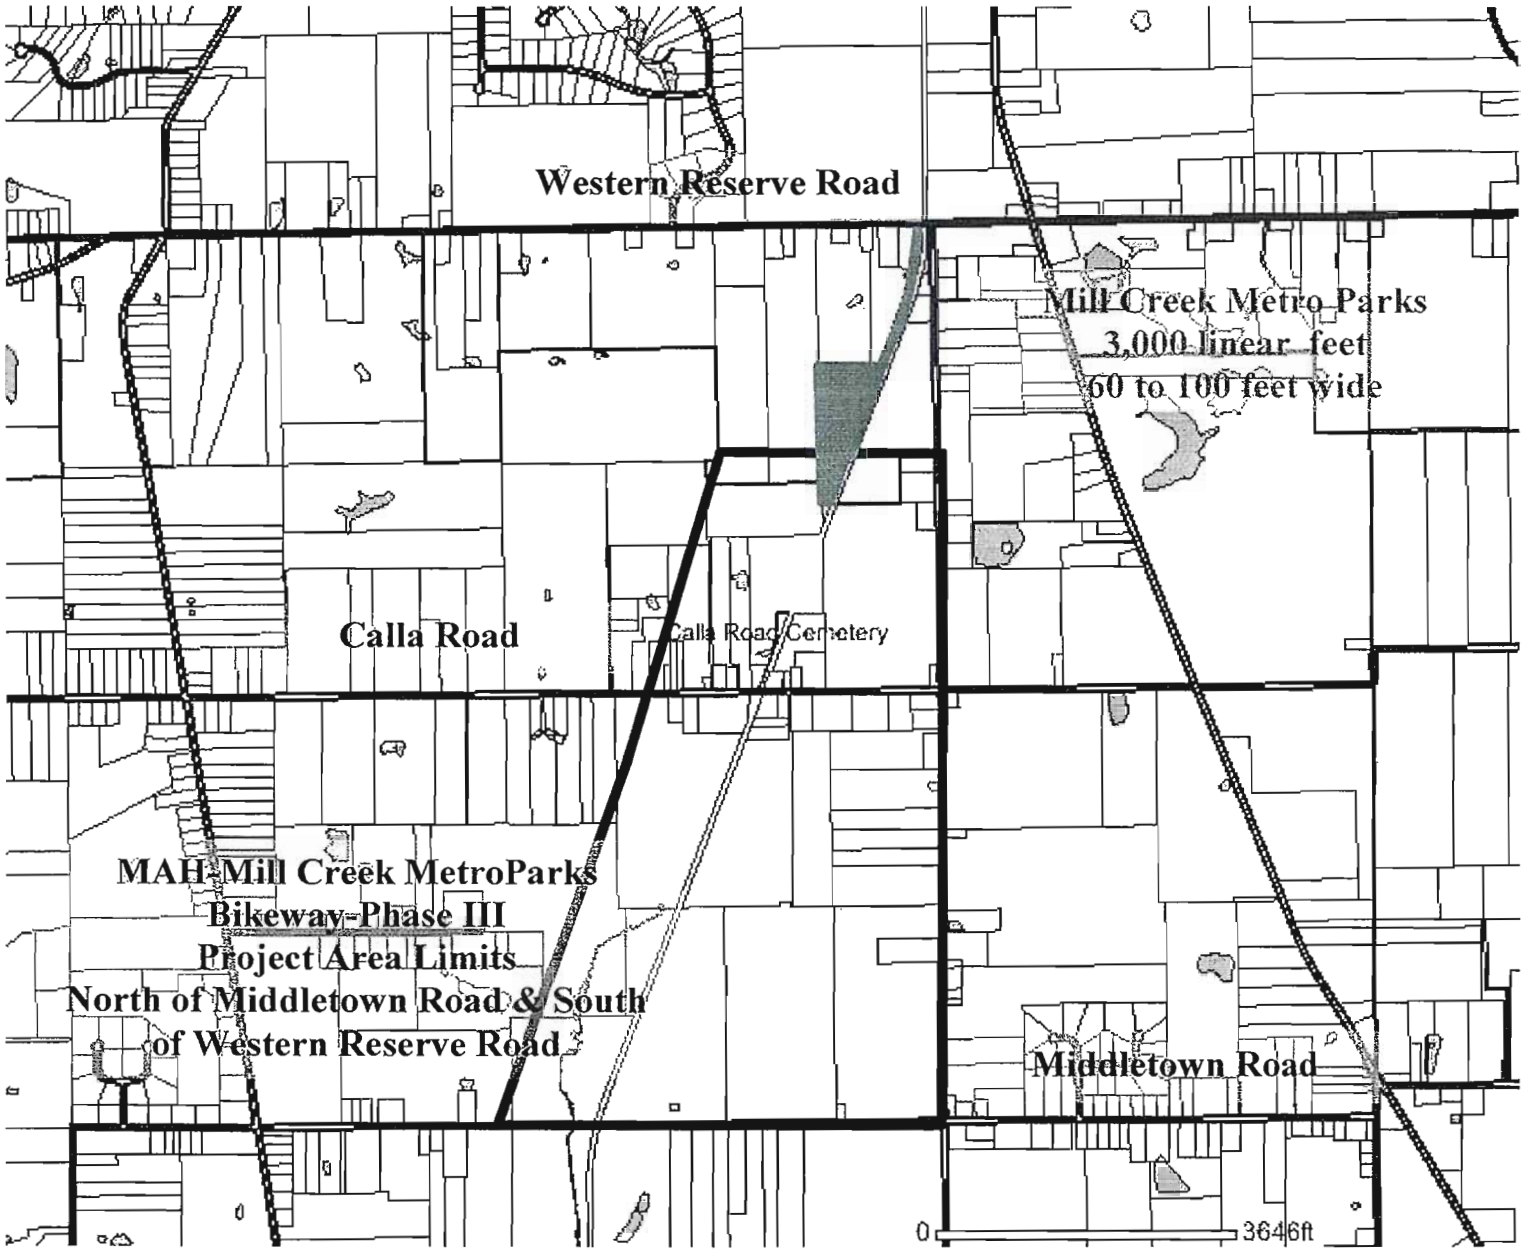 Western Reserve Road
Mill Creek Metro Parks
3,000 linear feet
60 to 100 feet wide
Calla Road
Calla Road Cemetery
MAH-Mill Creek MetroParks
Bikeway-Phase III
Project Area Limits
North of Middletown Road & South
of Western Reserve Road
Middletown Road
0 3646ft